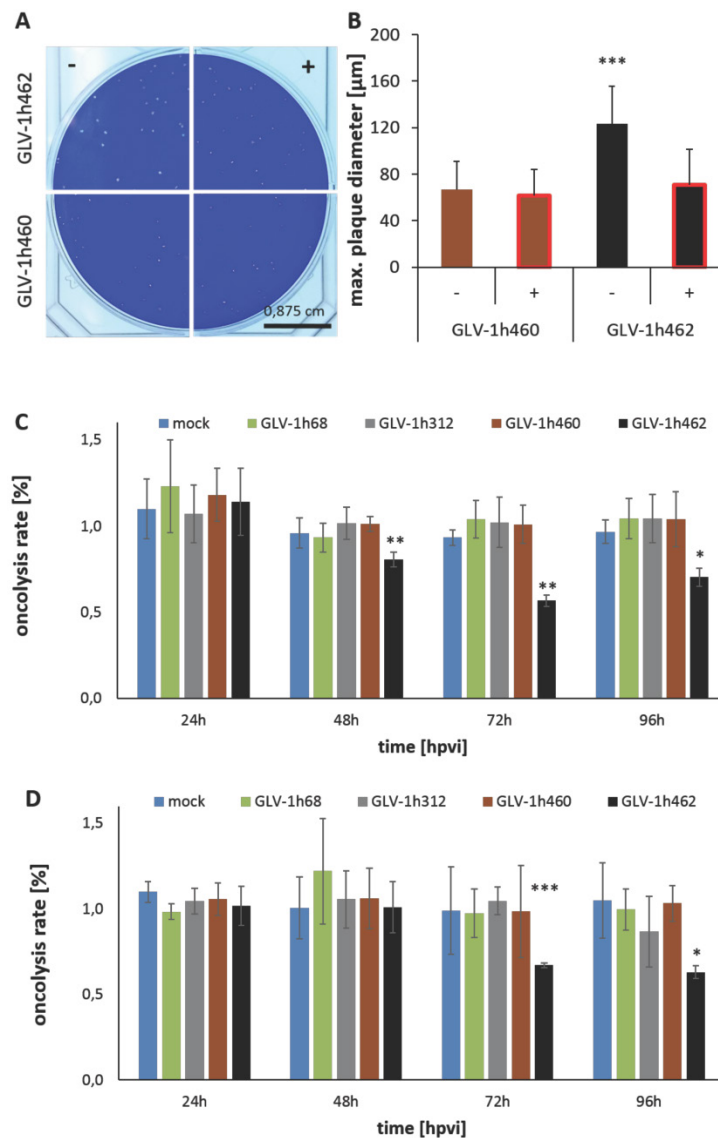 A
-
+
GLV-1h462
GLV-1h460
0,875 cm
B
max. plaque diameter [µm]
200
160
120
80
40
0
***
- + - +
GLV-1h460 GLV-1h462
C
mock GLV-1h68 GLV-1h312 GLV-1h460 GLV-1h462
oncolysis rate [%]
1,5
1,0
0,5
0,0
** ** *
24h 48h 72h 96h
time [hpvi]
D
mock GLV-1h68 GLV-1h312 GLV-1h460 GLV-1h462
oncolysis rate [%]
1,5
1,0
0,5
0,0
*** *
24h 48h 72h 96h
time [hpvi]